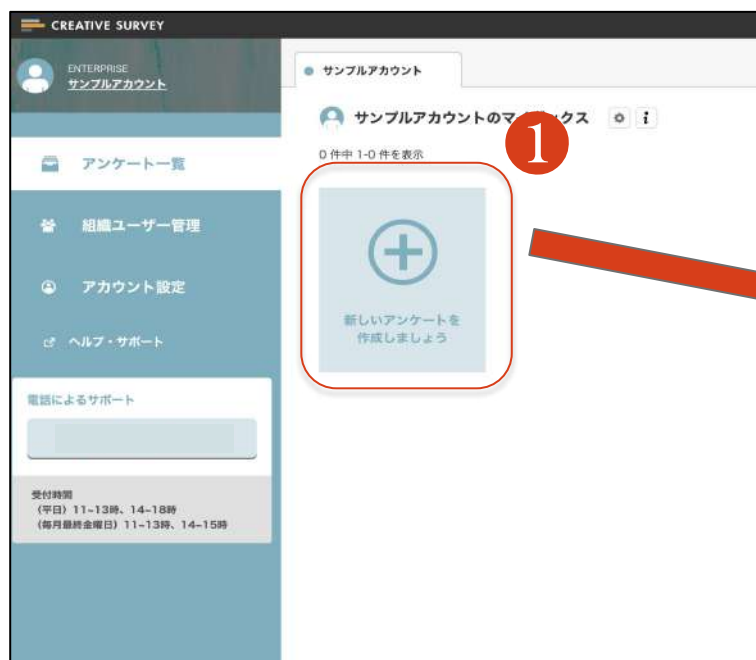 CREATIVE SURVEY
ENTERPRISE
サンプルアカウント
サンプルアカウント
サンプルアカウントのマイ ックス
0 件中 1-0 件を表示
1
新しいアンケートを
作成しましょう
アンケート一覧
組織ユーザー管理
アカウント設定
ヘルプ・サポート
電話によるサポート
受付時間
(平日) 11~13時、14~18時
(毎月最終金曜日) 11~13時、14~15時